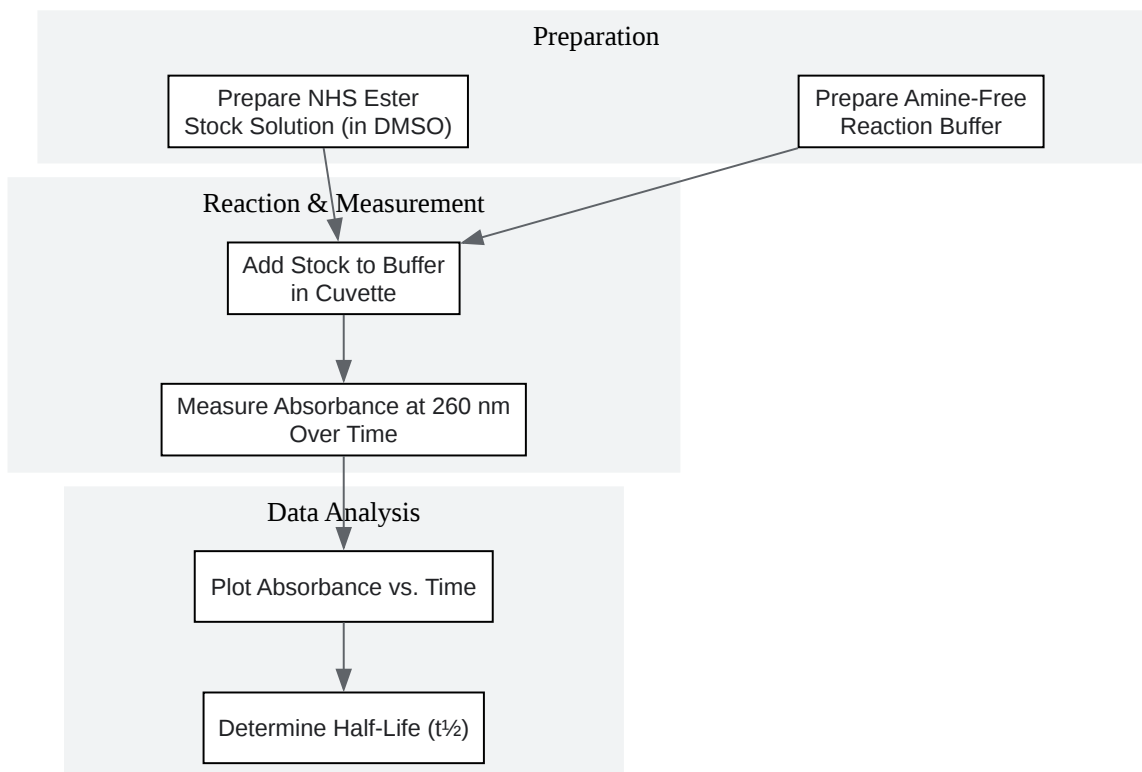 Preparation
Prepare NHS Ester
Stock Solution (in DMSO)
Prepare Amine-Free
Reaction Buffer
Reaction & Measurement
Add Stock to Buffer
in Cuvette
Measure Absorbance at 260 nm
Over Time
Data Analysis
Plot Absorbance vs. Time
Determine Half-Life (t½)